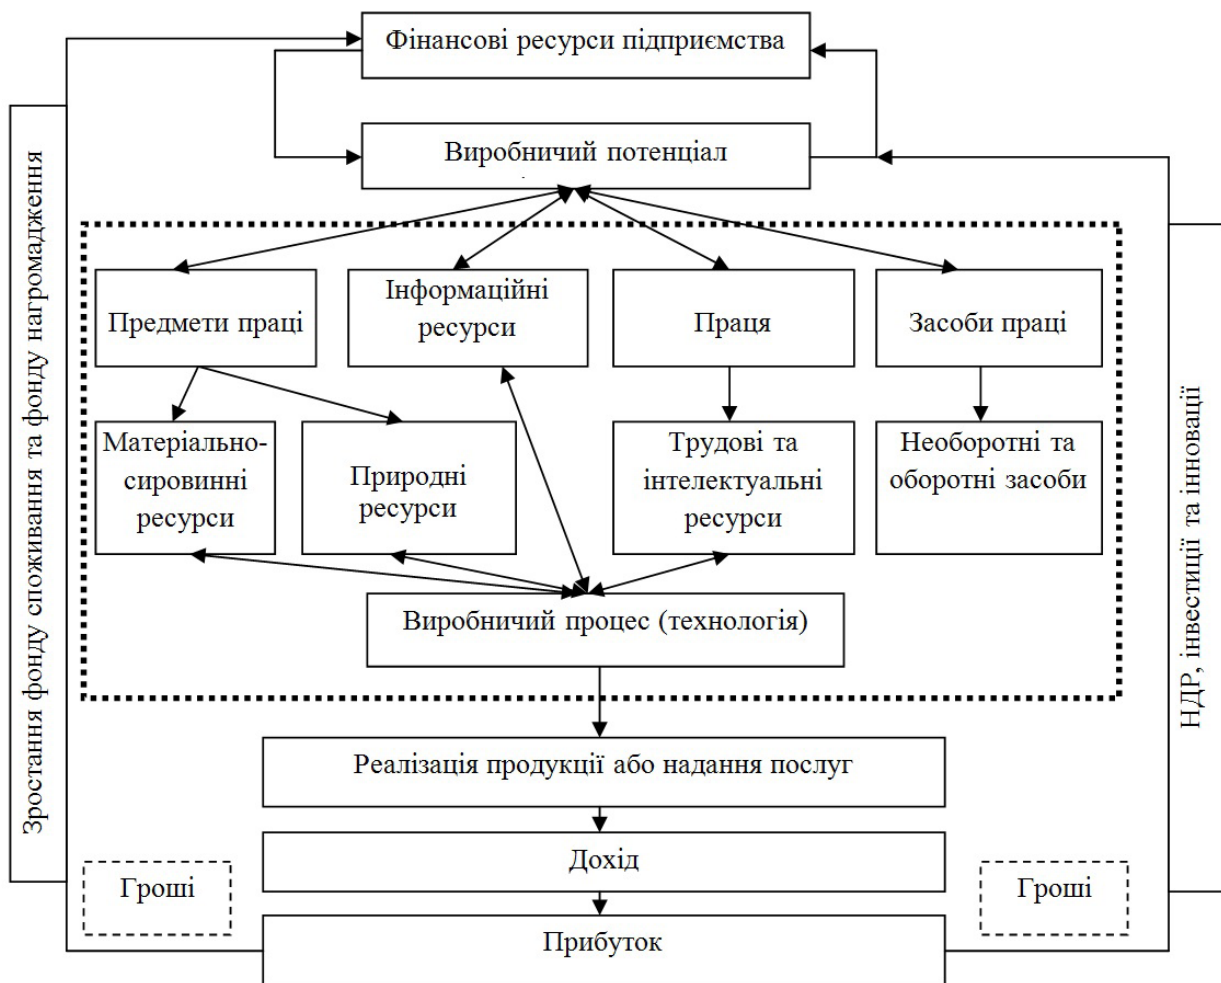 Фінансові ресурси підприємства
Виробничий потенціал
Зростання фонду споживання та фонду нагромадження
Предмети праці
Інформаційні
ресурси
Праця
Засоби праці
Матеріально-
сировинні
ресурси
Природні
ресурси
Трудові та
інтелектуальні
ресурси
Необоротні та
оборотні засоби
НДР, інвестиції та інновації
Виробничий процес (технологія)
Реалізація продукції або надання послуг
Дохід
Гроші
Гроші
Прибуток